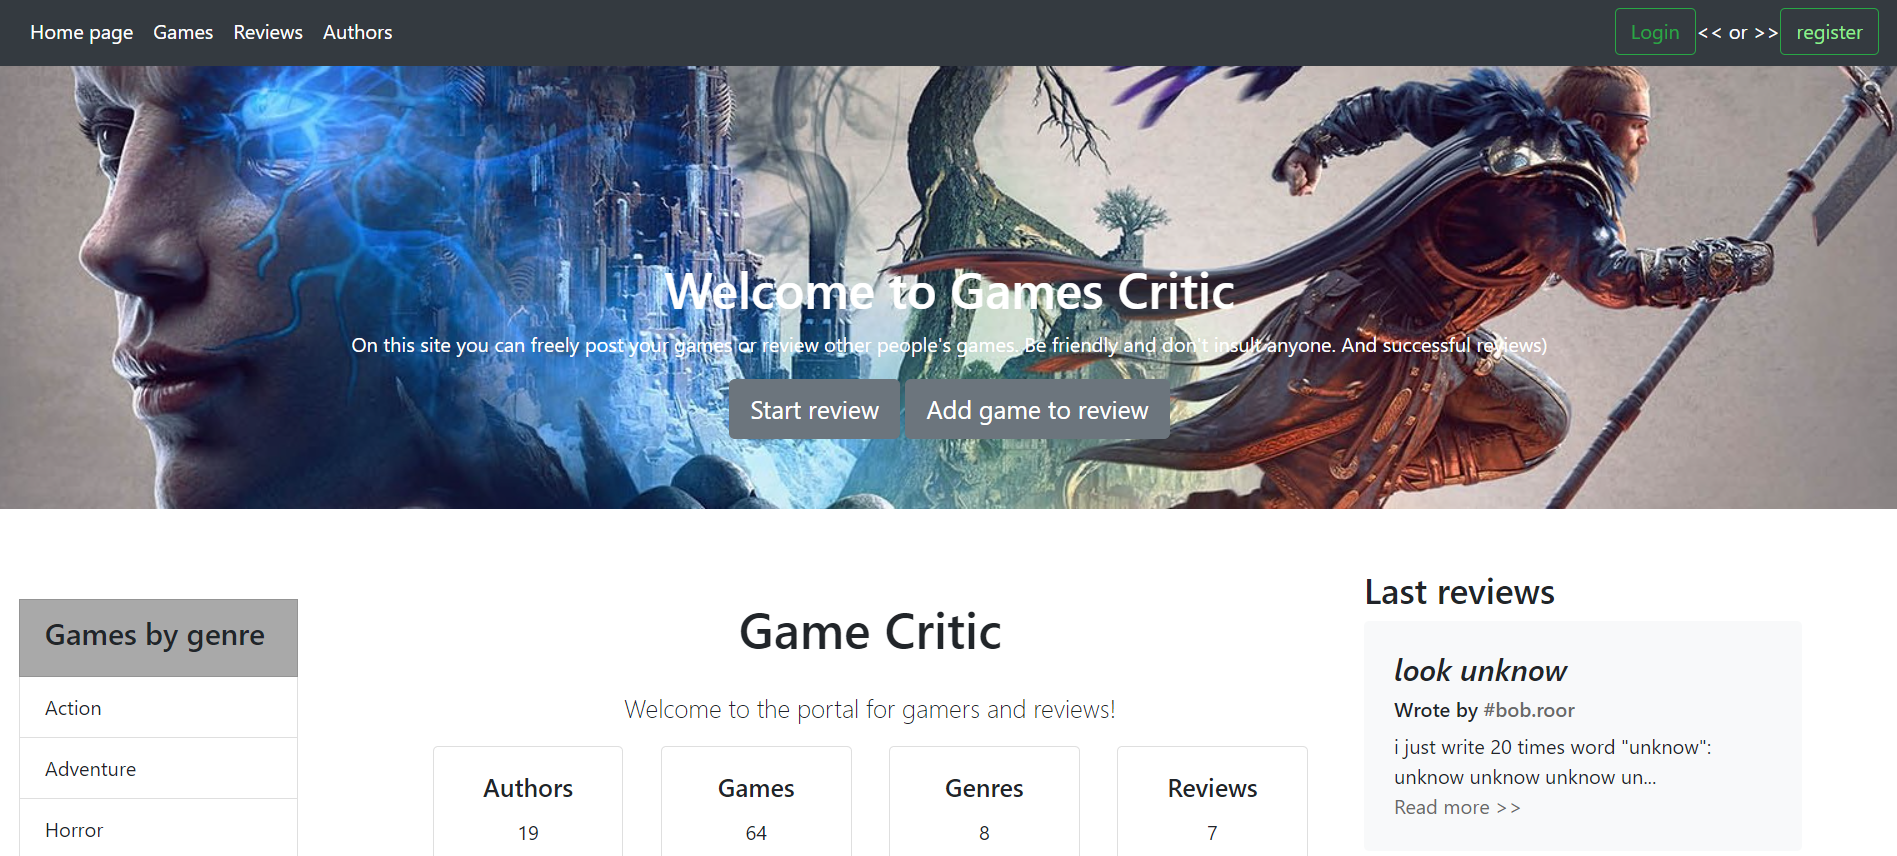 Home page Games Reviews Authors
Login << or >> register
Welcome to Games Critic
On this site you can freely post your games or review other people's games. Be friendly and don't insult anyone. And successful reviews)
Start review Add game to review
Games by genre
Action
Adventure
Horror
Game Critic
Welcome to the portal for gamers and reviews!
Authors Games Genres Reviews
19 64 8 7
Last reviews
look unknow
Wrote by #bob.roor
i just write 20 times word "unknow":
unknow unknow unknow un...
Read more >>